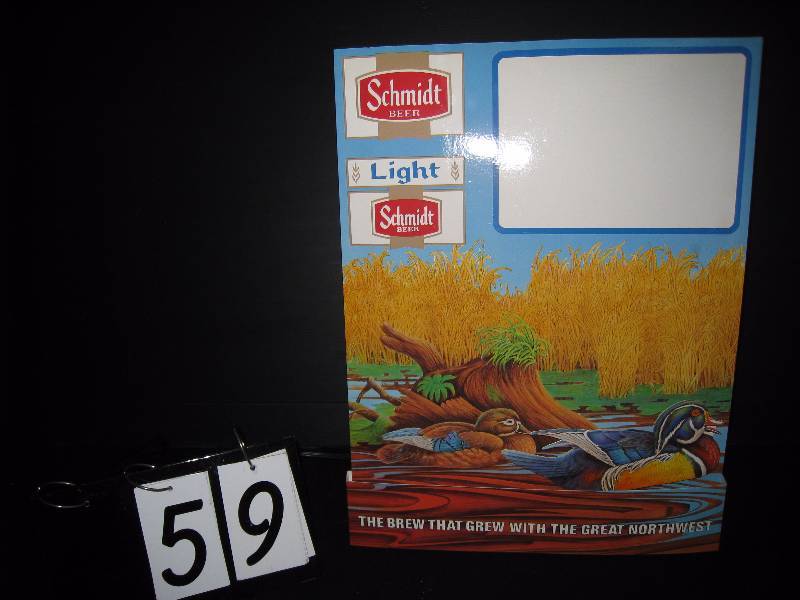 Schmidt
BEER
Light
Schmidt
BEER
THE BREW THAT GREW WITH THE GREAT NORTHWEST
59